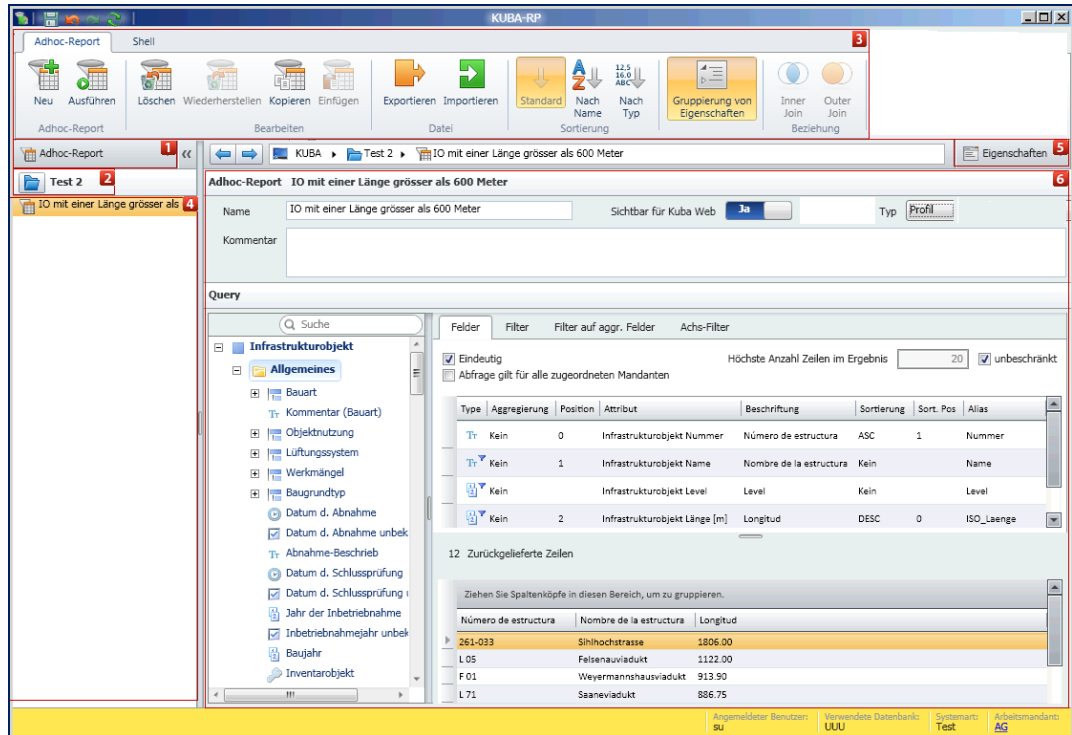 KUBA-RP
Adhoc-Report Shell 3
Neu Ausführen Löschen Wiederherstellen Kopieren Einfügen Exportieren Importieren Standard Nach Name Nach Typ Gruppierung von Eigenschaften Inner Join Outer Join
Adhoc-Report Bearbeiten Datei Sortierung Beziehung
Adhoc-Report 1 « KUBA Test 2 IO mit einer Länge grösser als 600 Meter Eigenschaften 5
Test 2 2
IO mit einer Länge grösser als 4
Adhoc-Report IO mit einer Länge grösser als 600 Meter 6
Name IO mit einer Länge grösser als 600 Meter Sichtbar für Kuba Web Ja Typ Profil
Kommentar
Query
Suche
Infrastrukturobjekt
Allgemeines
Bauart
Kommentar (Bauart)
Objektnutzung
Lüftungssystem
Werkmängel
Baugrundtyp
Datum d. Abnahme
Datum d. Abnahme unbek
Abnahme-Beschrieb
Datum d. Schlussprüfung
Datum d. Schlussprüfung
Jahr der Inbetriebnahme
Inbetriebnahmejahr unbek
Baujahr
Inventarobjekt
Felder Filter Filter auf aggr. Felder Achs-Filter
Eindeutig Höchste Anzahl Zeilen im Ergebnis 20 unbeschränkt
Abfrage gilt für alle zugeordneten Mandanten
Type Aggregierung Position Attribut Beschriftung Sortierung Sort. Pos Alias
Kein 0 Infrastrukturobjekt Nummer Número de estructura ASC 1 Nummer
Kein 1 Infrastrukturobjekt Name Nombre de la estructura Kein Name
Kein Infrastrukturobjekt Level Level Kein Level
Kein 2 Infrastrukturobjekt Länge [m] Longitud DESC 0 ISO_Laenge
12 Zurückgelieferte Zeilen
Ziehen Sie Spaltenköpfe in diesen Bereich, um zu gruppieren.
Número de estructura Nombre de la estructura Longitud
261-033 Sihlhochstrasse 1806.00
L 05 Felsenauviadukt 1122.00
F 01 Weyermannshausviadukt 913.90
L 71 Saaneviadukt 886.75
Angemeldeter Benutzer: Verwendete Datenbank: Systemart: Arbeitsmandant:
su UUU Test AG